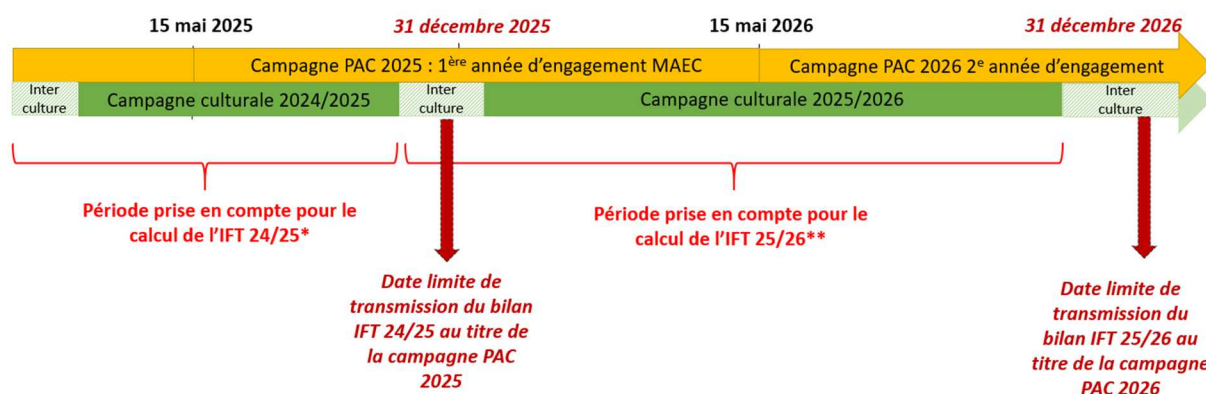 15 mai 2025
31 décembre 2025
15 mai 2026
31 décembre 2026
Campagne PAC 2025 : 1ère année d’engagement MAEC
Campagne PAC 2026 2e année d’engagement
Inter
culture
Campagne culturale 2024/2025
Inter
culture
Campagne culturale 2025/2026
Inter
culture
Période prise en compte pour le
calcul de l’IFT 24/25*
Période prise en compte pour le
calcul de l’IFT 25/26**
Date limite de
transmission du bilan
IFT 24/25 au titre de
la campagne PAC
2025
Date limite de
transmission du
bilan IFT 25/26 au
titre de la campagne
PAC 2026